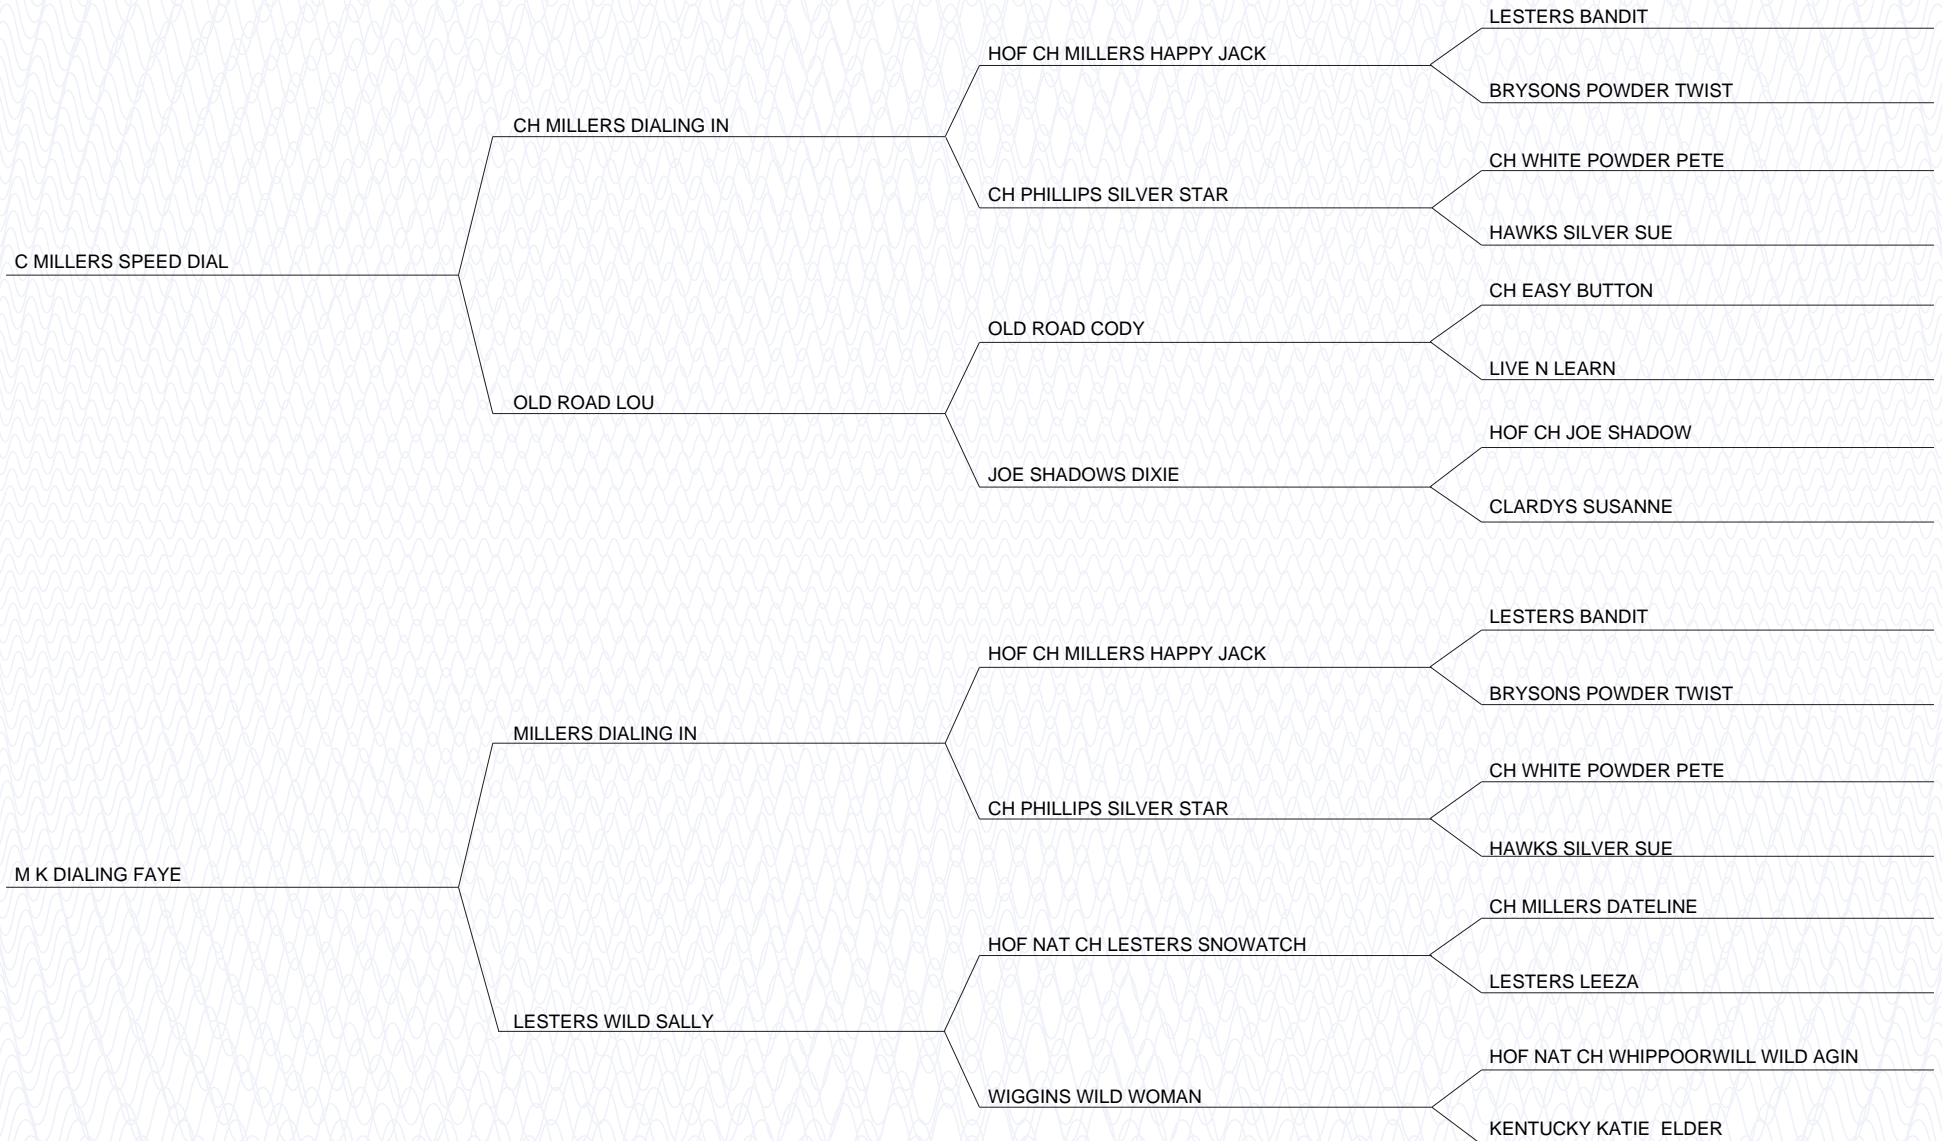 LESTERS BANDIT
HOF CH MILLERS HAPPY JACK
BRYSONS POWDER TWIST
CH MILLERS DIALING IN
CH WHITE POWDER PETE
CH PHILLIPS SILVER STAR
HAWKS SILVER SUE
C MILLERS SPEED DIAL
CH EASY BUTTON
OLD ROAD CODY
LIVE N LEARN
OLD ROAD LOU
HOF CH JOE SHADOW
JOE SHADOWS DIXIE
CLARDYS SUSANNE
LESTERS BANDIT
HOF CH MILLERS HAPPY JACK
BRYSONS POWDER TWIST
MILLERS DIALING IN
CH WHITE POWDER PETE
CH PHILLIPS SILVER STAR
HAWKS SILVER SUE
M K DIALING FAYE
CH MILLERS DATELINE
HOF NAT CH LESTERS SNOWATCH
LESTERS LEEZA
LESTERS WILD SALLY
HOF NAT CH WHIPPOORWILL WILD AGIN
WIGGINS WILD WOMAN
KENTUCKY KATIE  ELDER